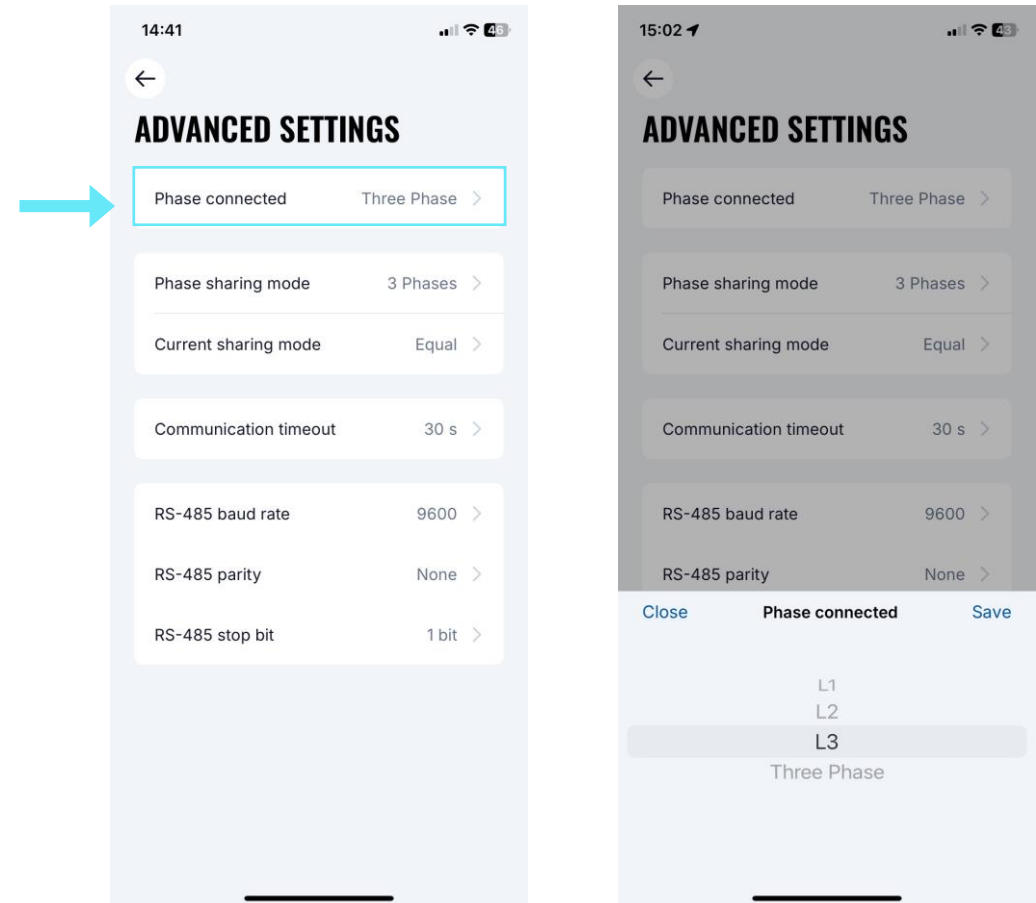 14:41
46
ADVANCED SETTINGS
Phase connected Three Phase
Phase sharing mode 3 Phases
Current sharing mode Equal
Communication timeout 30 s
RS-485 baud rate 9600
RS-485 parity None
RS-485 stop bit 1 bit
15:02
43
ADVANCED SETTINGS
Phase connected Three Phase
Phase sharing mode 3 Phases
Current sharing mode Equal
Communication timeout 30 s
RS-485 baud rate 9600
RS-485 parity None
Close Phase connected Save
L1
L2
L3
Three Phase